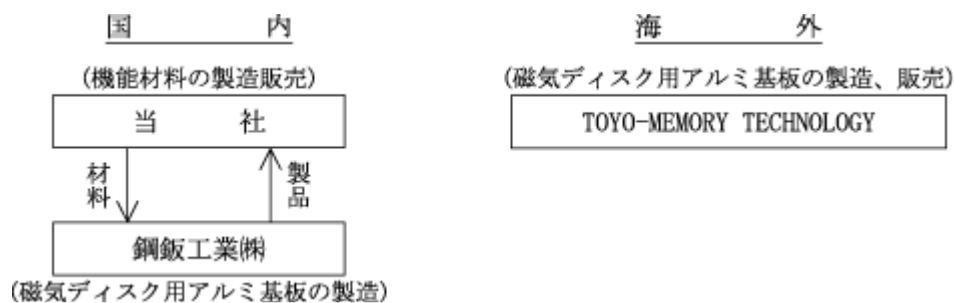 国 内
海 外
(機能材料の製造販売)
(磁気ディスク用アルミ基板の製造、販売)
当 社
TOYO-MEMORY TECHNOLOGY
材料
製品
鋼鈑工業㈱
(磁気ディスク用アルミ基板の製造)